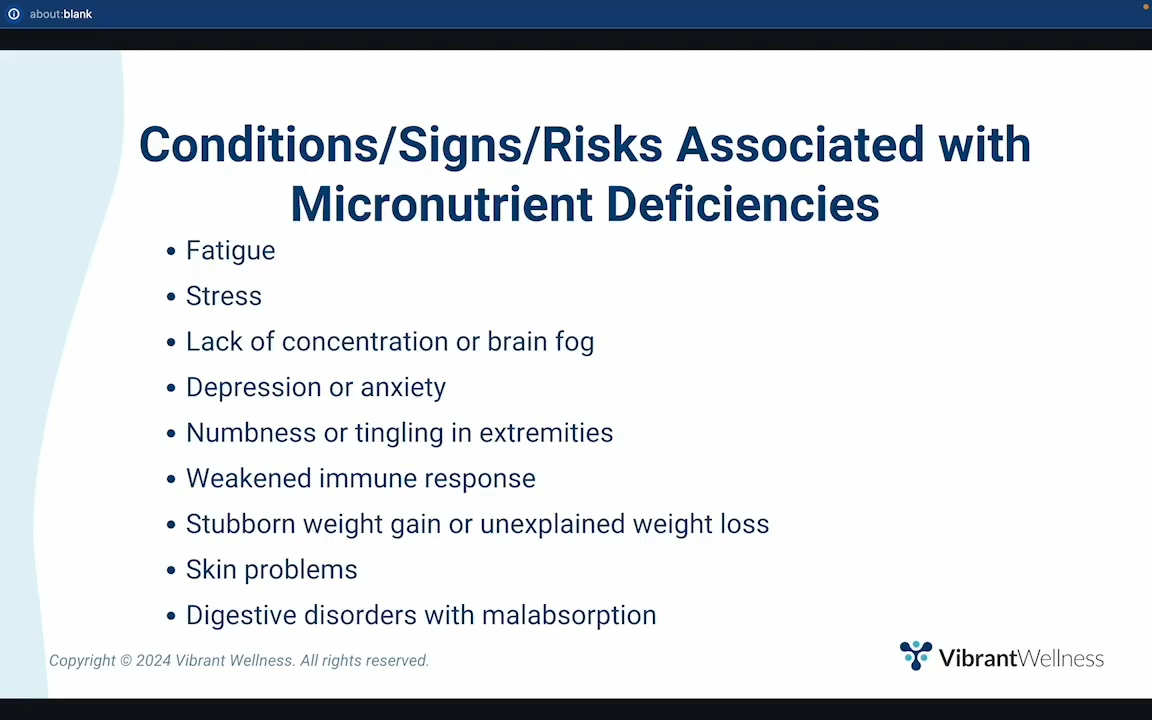 about:blank
Conditions/Signs/Risks Associated with
Micronutrient Deficiencies
• Fatigue
• Stress
• Lack of concentration or brain fog
• Depression or anxiety
• Numbness or tingling in extremities
• Weakened immune response
• Stubborn weight gain or unexplained weight loss
• Skin problems
• Digestive disorders with malabsorption
Copyright © 2024 Vibrant Wellness. All rights reserved.
VibrantWellness